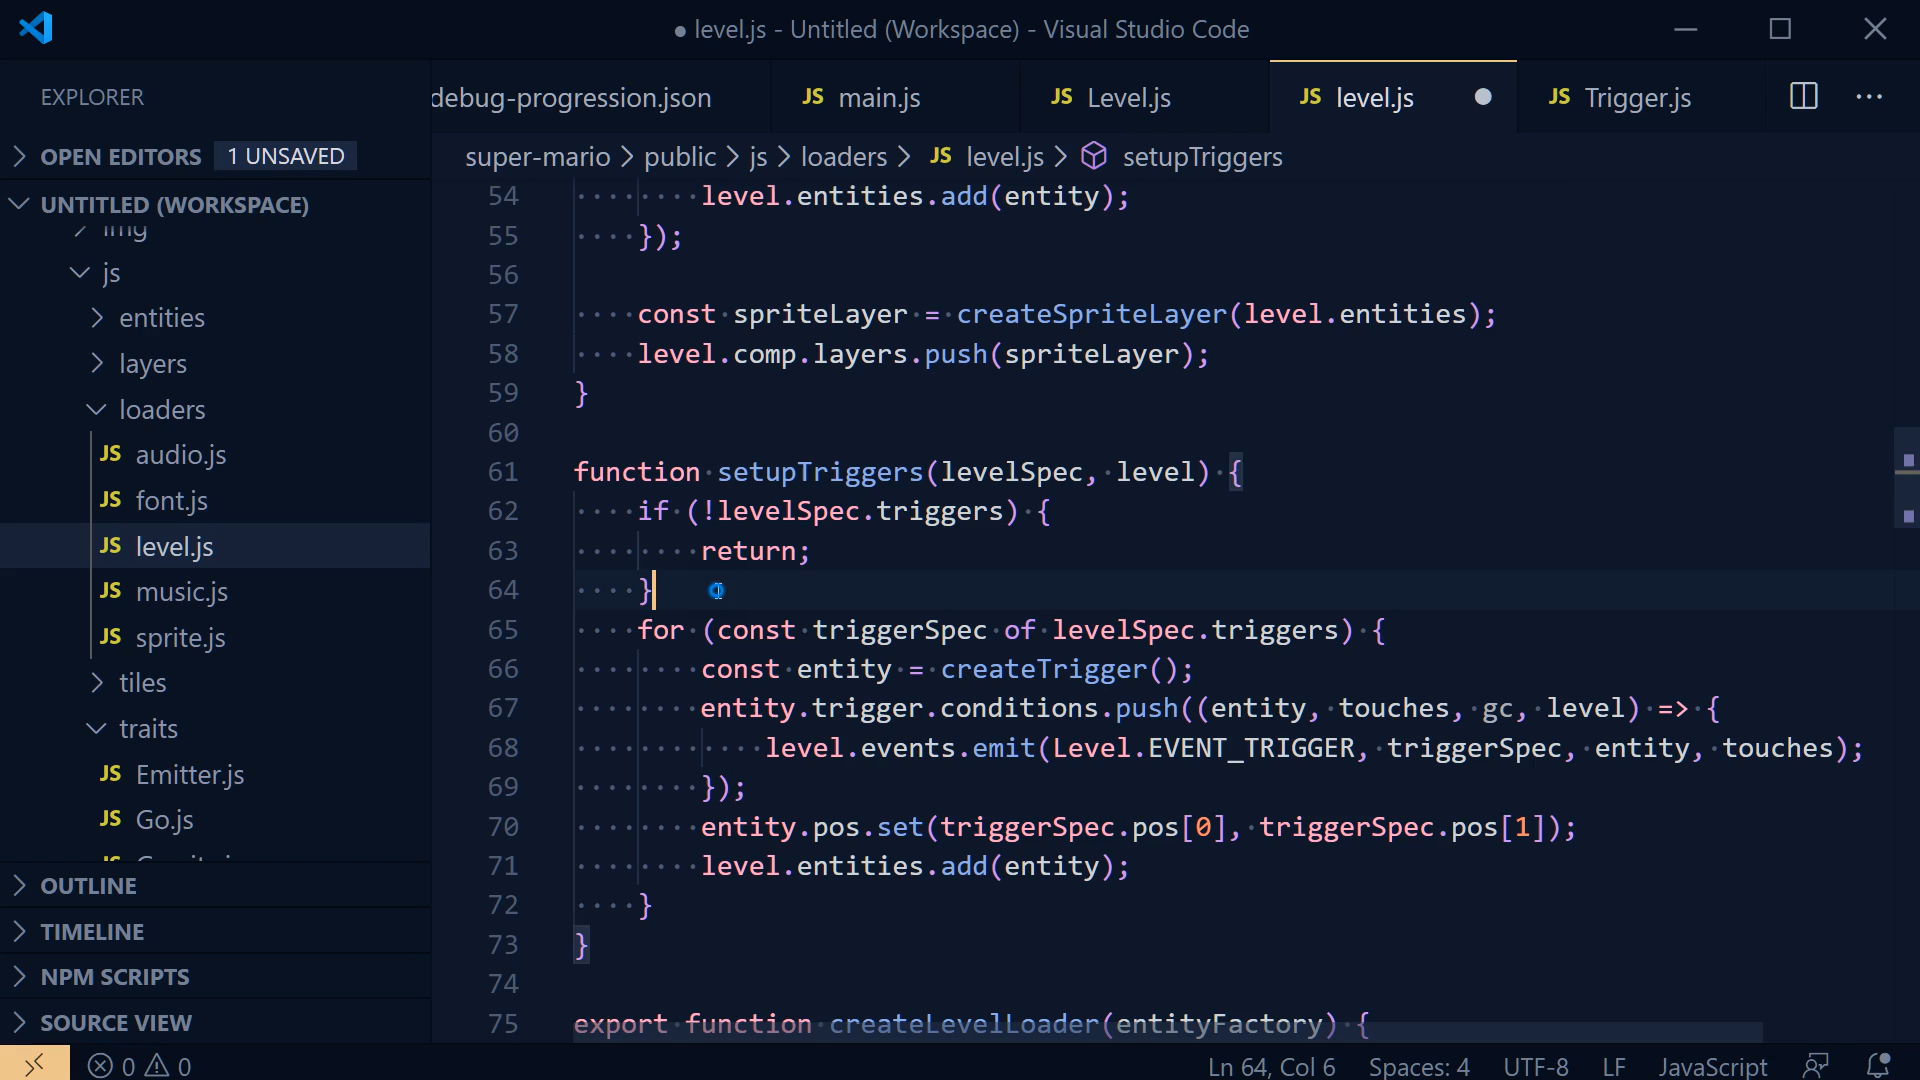 level.js - Untitled (Workspace) - Visual Studio Code
EXPLORER
OPEN EDITORS 1 UNSAVED
UNTITLED (WORKSPACE)
img
js
entities
layers
loaders
JS audio.js
JS font.js
JS level.js
JS music.js
JS sprite.js
tiles
traits
JS Emitter.js
JS Go.js
OUTLINE
TIMELINE
NPM SCRIPTS
SOURCE VIEW
debug-progression.json JS main.js JS Level.js JS level.js JS Trigger.js
super-mario > public > js > loaders > JS level.js > setupTriggers
54 level.entities.add(entity);
55 });
56
57 const spriteLayer = createSpriteLayer(level.entities);
58 level.comp.layers.push(spriteLayer);
59 }
60
61 function setupTriggers(levelSpec, level) {
62 if (!levelSpec.triggers) {
63 return;
64 }
65 for (const triggerSpec of levelSpec.triggers) {
66 const entity = createTrigger();
67 entity.trigger.conditions.push((entity, touches, gc, level) => {
68 level.events.emit(Level.EVENT_TRIGGER, triggerSpec, entity, touches);
69 });
70 entity.pos.set(triggerSpec.pos[0], triggerSpec.pos[1]);
71 level.entities.add(entity);
72 }
73 }
74
75 export function createLevelLoader(entityFactory) {
0 0 Ln 64, Col 6 Spaces: 4 UTF-8 LF JavaScript